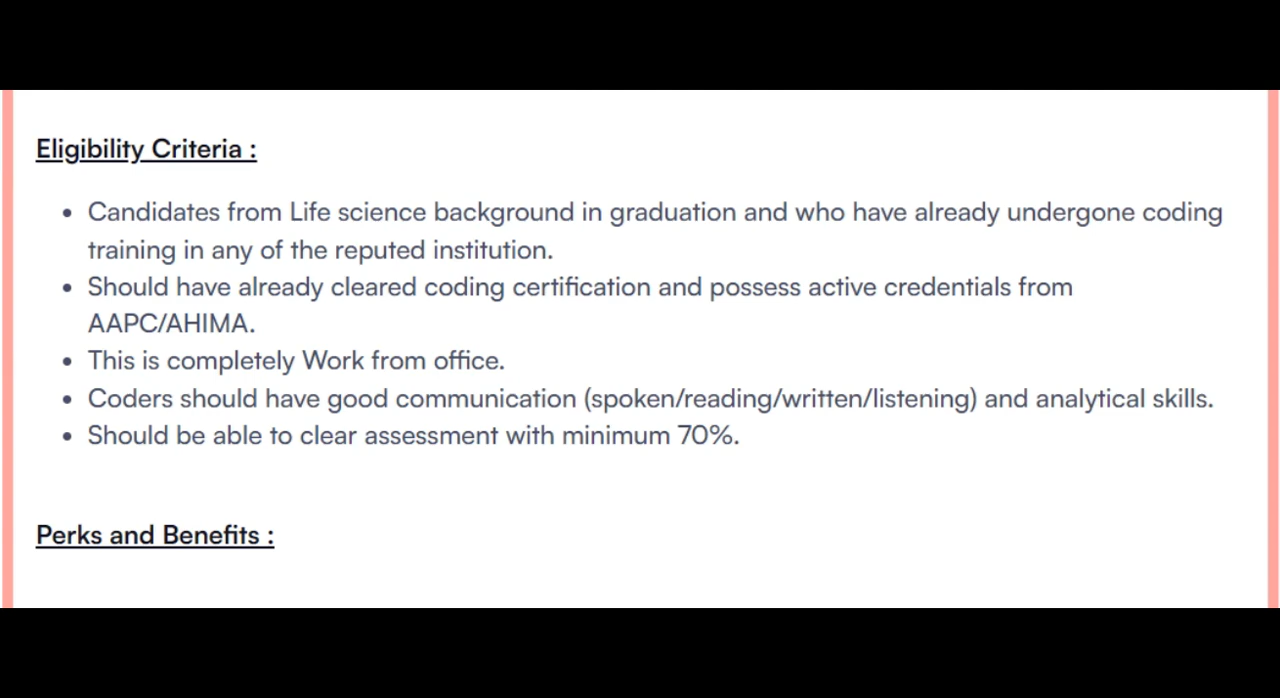 Eligibility Criteria :
• Candidates from Life science background in graduation and who have already undergone coding
training in any of the reputed institution.
• Should have already cleared coding certification and possess active credentials from
AAPC/AHIMA.
• This is completely Work from office.
• Coders should have good communication (spoken/reading/written/listening) and analytical skills.
• Should be able to clear assessment with minimum 70%.
Perks and Benefits :